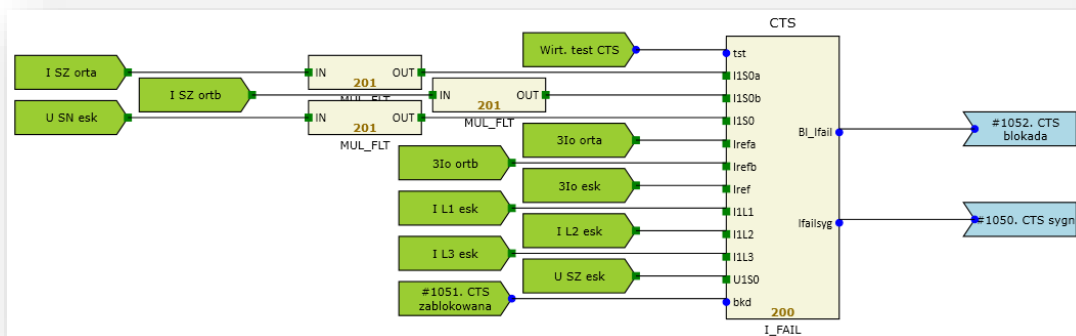 CTS
Wirt. test CTS
tst
I SZ orta
IN
OUT
201
MUL_FLT
I1S0a
I SZ ortb
IN
OUT
201
MUL_FLT
I1S0b
U SN esk
IN
OUT
201
MUL_FLT
I1S0
3Io orta
Irefa
3Io ortb
Irefb
3Io esk
Iref
I L1 esk
I1L1
I L2 esk
I1L2
I L3 esk
I1L3
U SZ esk
U1S0
#1051. CTS
zablokowana
bkd
Bl_Ifail
#1052. CTS
blokada
Ifailsyg
#1050. CTS sygn
200
I_FAIL